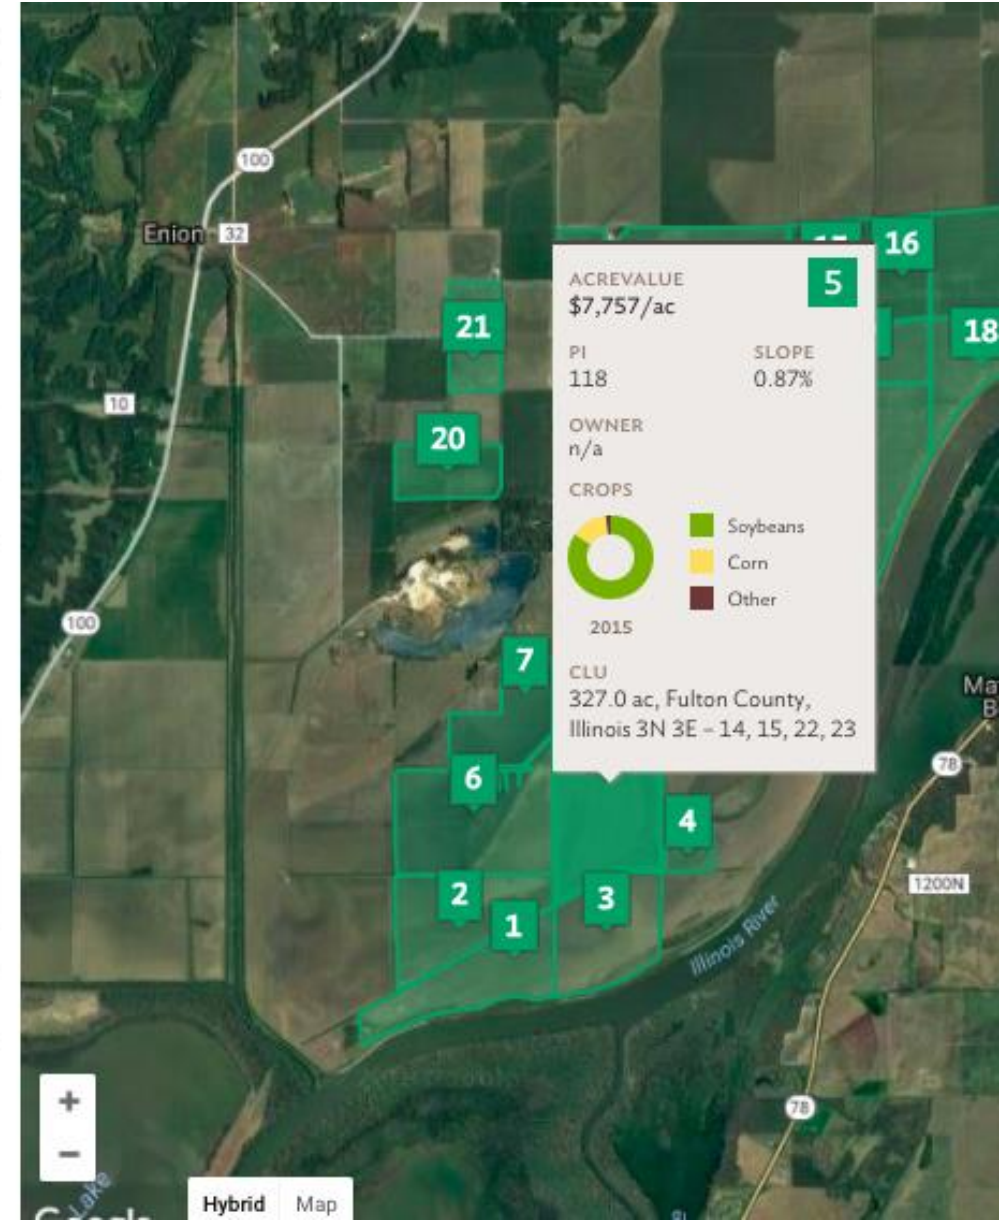 100
Enion 32
16
ACREVALUE 5
$7,757/ac
21
18
PI SLOPE
118 0.87%
10
20
OWNER
n/a
CROPS
Soybeans
Corn
Other
100
2015
7
CLU
327.0 ac, Fulton County,
Illinois 3N 3E – 14, 15, 22, 23
78
6
4
1200N
2
3
1
Illinois River
+
78
−
Lake
Hybrid Map